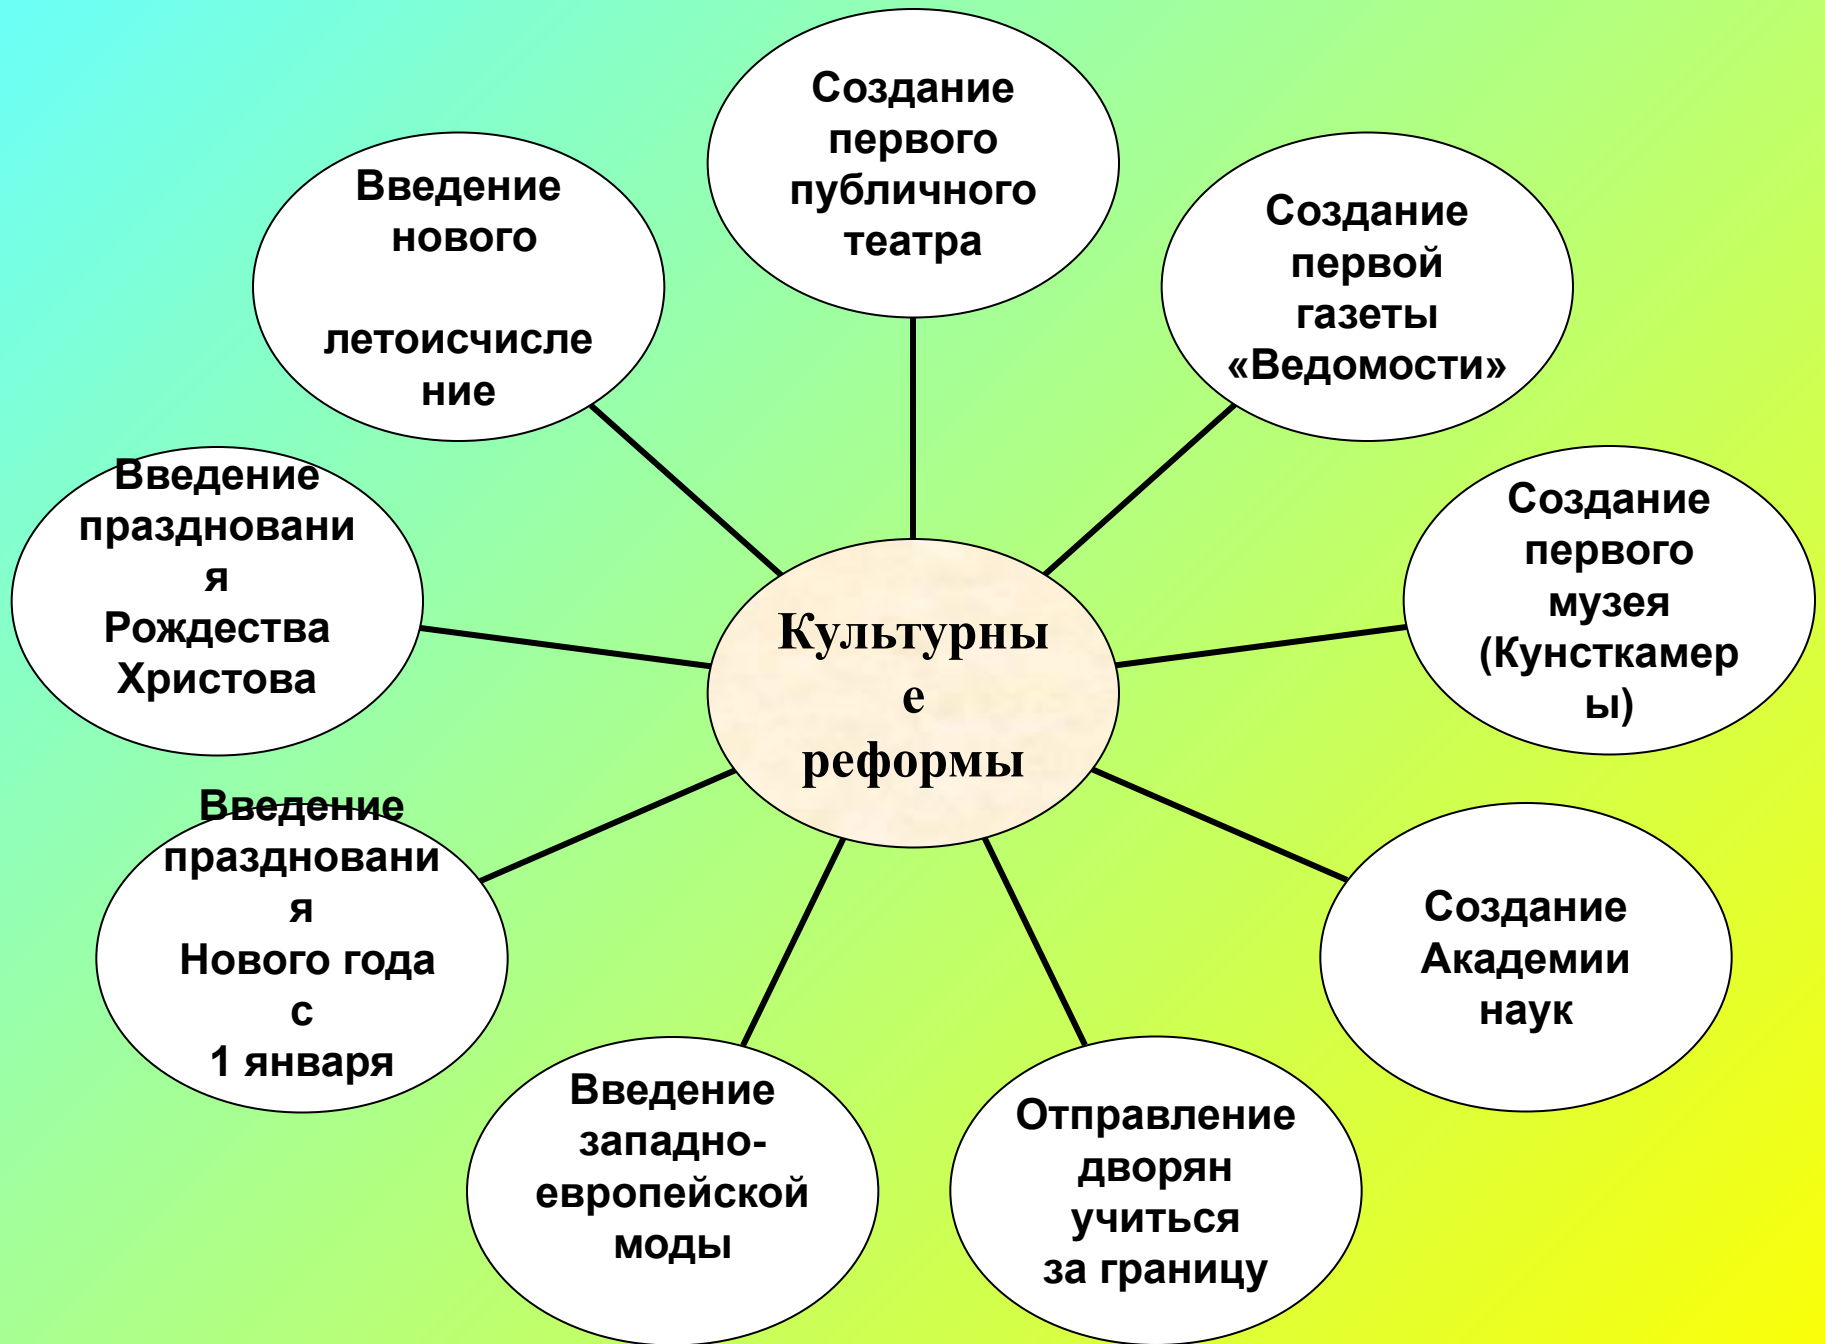 Создание
первого
публичного
театра
Введение
нового
летоисчисле
ние
Создание
первой
газеты
«Ведомости»
Введение
праздновани
я
Рождества
Христова
Создание
первого
музея
(Кунсткамер
ы)
Культурны
е
реформы
Введение
праздновани
я
Нового года
с
1 января
Создание
Академии
наук
Введение
западно-
европейской
моды
Отправление
дворян
учиться
за границу